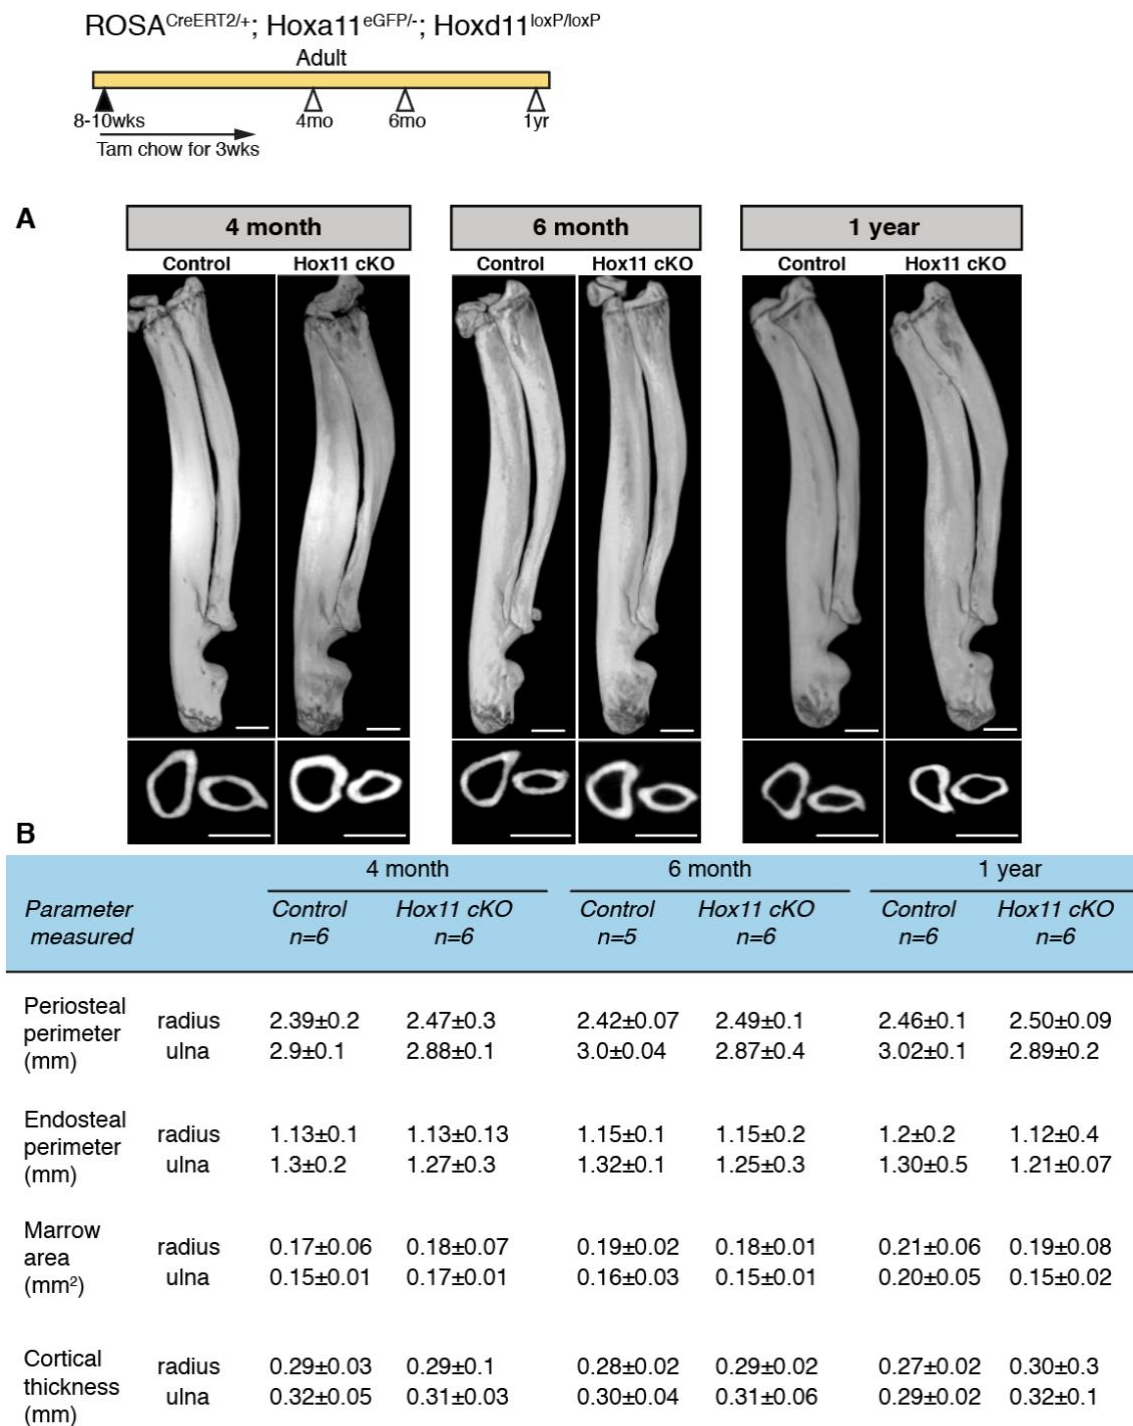 ROSACreERT2/+; Hoxa11eGFP/-; Hoxd11loxP/loxP
Adult
8-10wks 4mo 6mo 1yr
Tam chow for 3wks
A
4 month 6 month 1 year
Control Hox11 cKO Control Hox11 cKO Control Hox11 cKO
B
4 month 6 month 1 year
Parameter measured Control n=6 Hox11 cKO n=6 Control n=5 Hox11 cKO n=6 Control n=6 Hox11 cKO n=6
Periosteal perimeter (mm)
radius 2.39±0.2 2.47±0.3 2.42±0.07 2.49±0.1 2.46±0.1 2.50±0.09
ulna 2.9±0.1 2.88±0.1 3.0±0.04 2.87±0.4 3.02±0.1 2.89±0.2
Endosteal perimeter (mm)
radius 1.13±0.1 1.13±0.13 1.15±0.1 1.15±0.2 1.2±0.2 1.12±0.4
ulna 1.3±0.2 1.27±0.3 1.32±0.1 1.25±0.3 1.30±0.5 1.21±0.07
Marrow area (mm2)
radius 0.17±0.06 0.18±0.07 0.19±0.02 0.18±0.01 0.21±0.06 0.19±0.08
ulna 0.15±0.01 0.17±0.01 0.16±0.03 0.15±0.01 0.20±0.05 0.15±0.02
Cortical thickness (mm)
radius 0.29±0.03 0.29±0.1 0.28±0.02 0.29±0.02 0.27±0.02 0.30±0.3
ulna 0.32±0.05 0.31±0.03 0.30±0.04 0.31±0.06 0.29±0.02 0.32±0.1